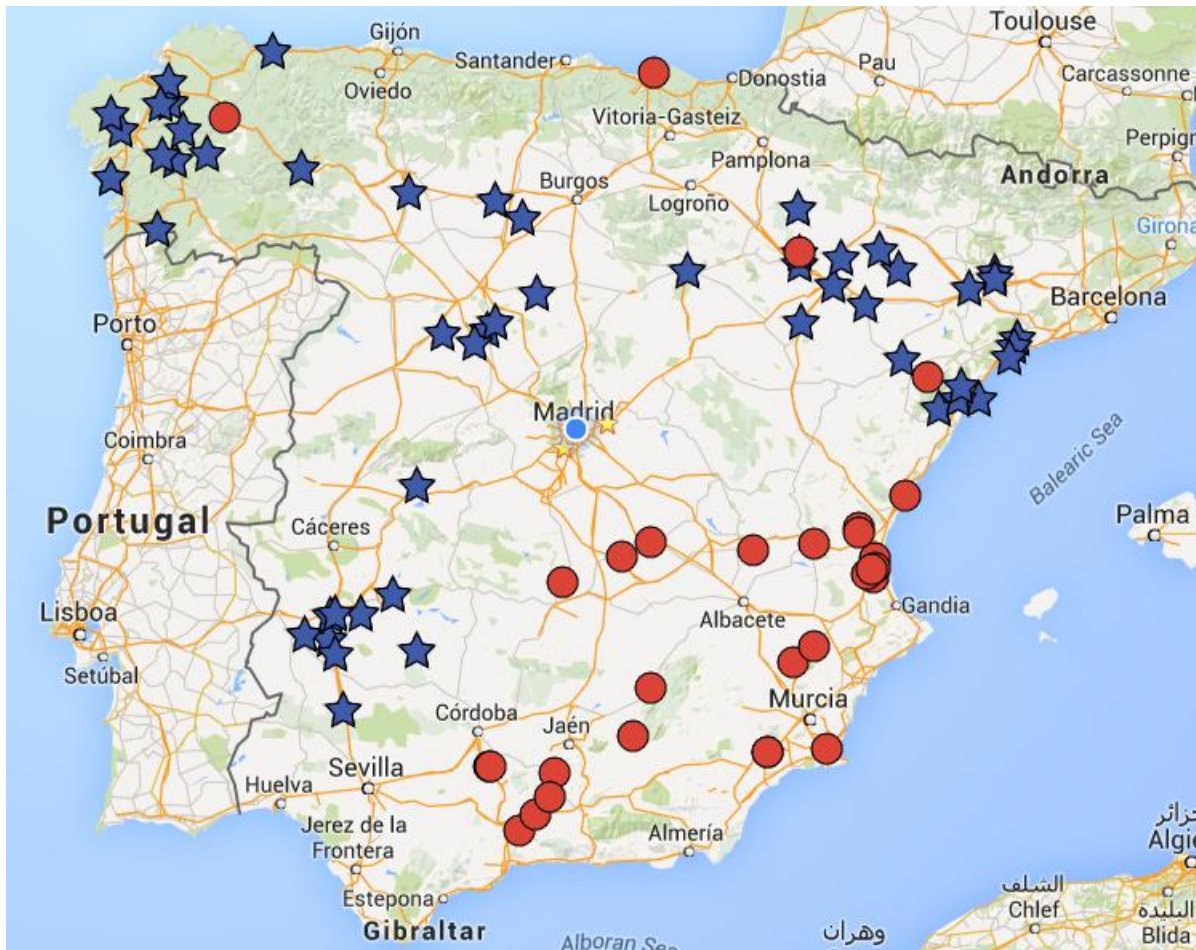 Toulouse
Gijón
Santander
Oviedo
Donostia
Pau
Carcassonne
Vitoria-Gasteiz
Pamplona
Perpign
Andorra
Burgos
Logroño
Girona
Barcelona
Porto
Madrid
Coimbra
Balearic Sea
Portugal
Cáceres
Palma
Lisboa
Setúbal
Albacete
Gandia
Murcia
Córdoba
Jaén
Sevilla
Huelva
Jerez de la
Frontera
Almería
Estepona
Gibraltar
Alboran Sea
الشلف
Chlef
وهران
Algie
البليدة
Blida